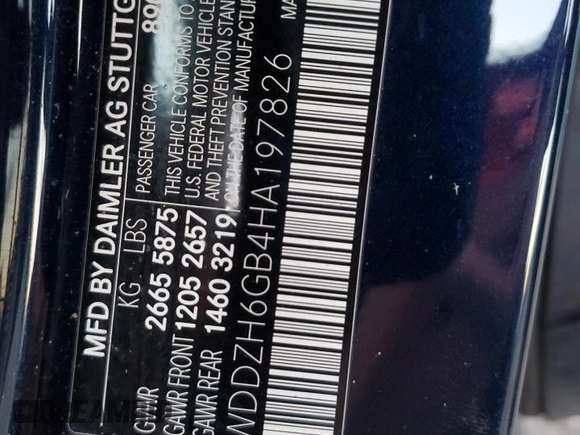 MFD BY DAIMLER AG STUTTG
KG LBS
GVWR 2665 5875
GAWR FRONT 1205 2657
GAWR REAR 1460 3219
PASSENGER CAR
THIS VEHICLE CONFORMS TO
U.S. FEDERAL MOTOR VEHICLE
AND THEFT PREVENTION STAN
ON THE DATE OF MANUFACTUR
WDDZH6GB4HA197826
MA